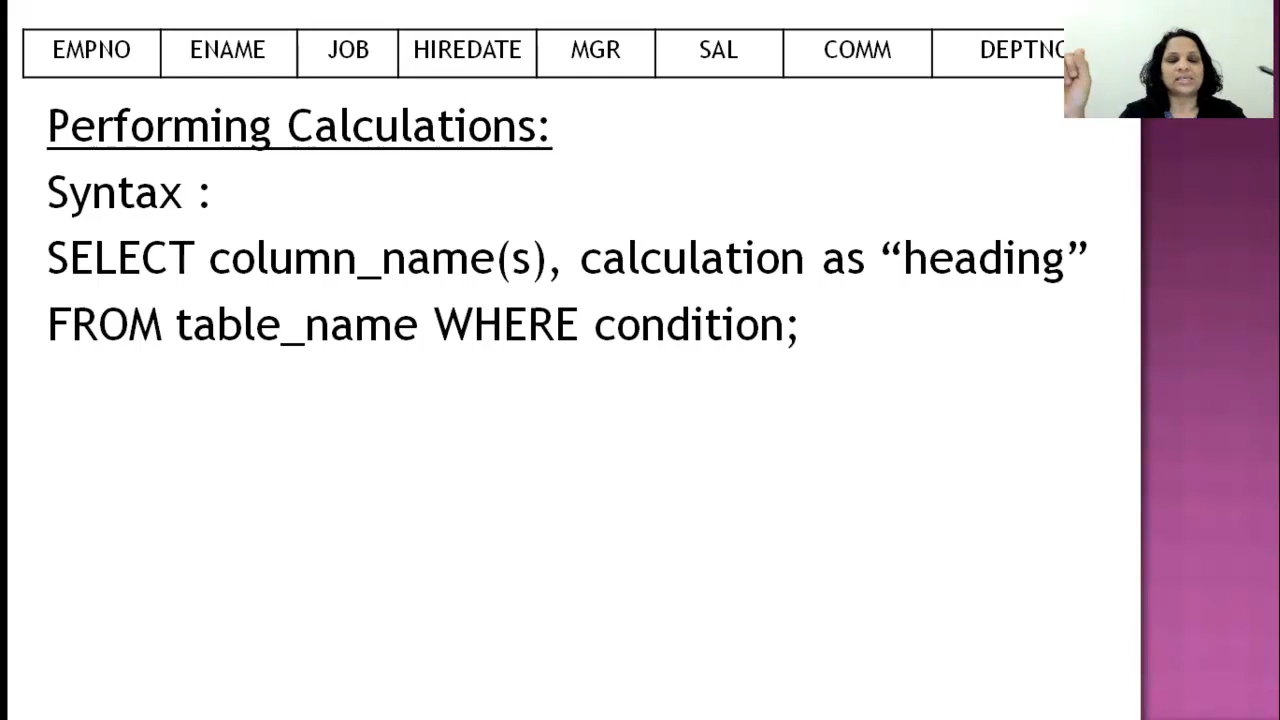 EMPNO ENAME JOB HIREDATE MGR SAL COMM DEPTNO
Performing Calculations:
Syntax :
SELECT column_name(s), calculation as “heading”
FROM table_name WHERE condition;